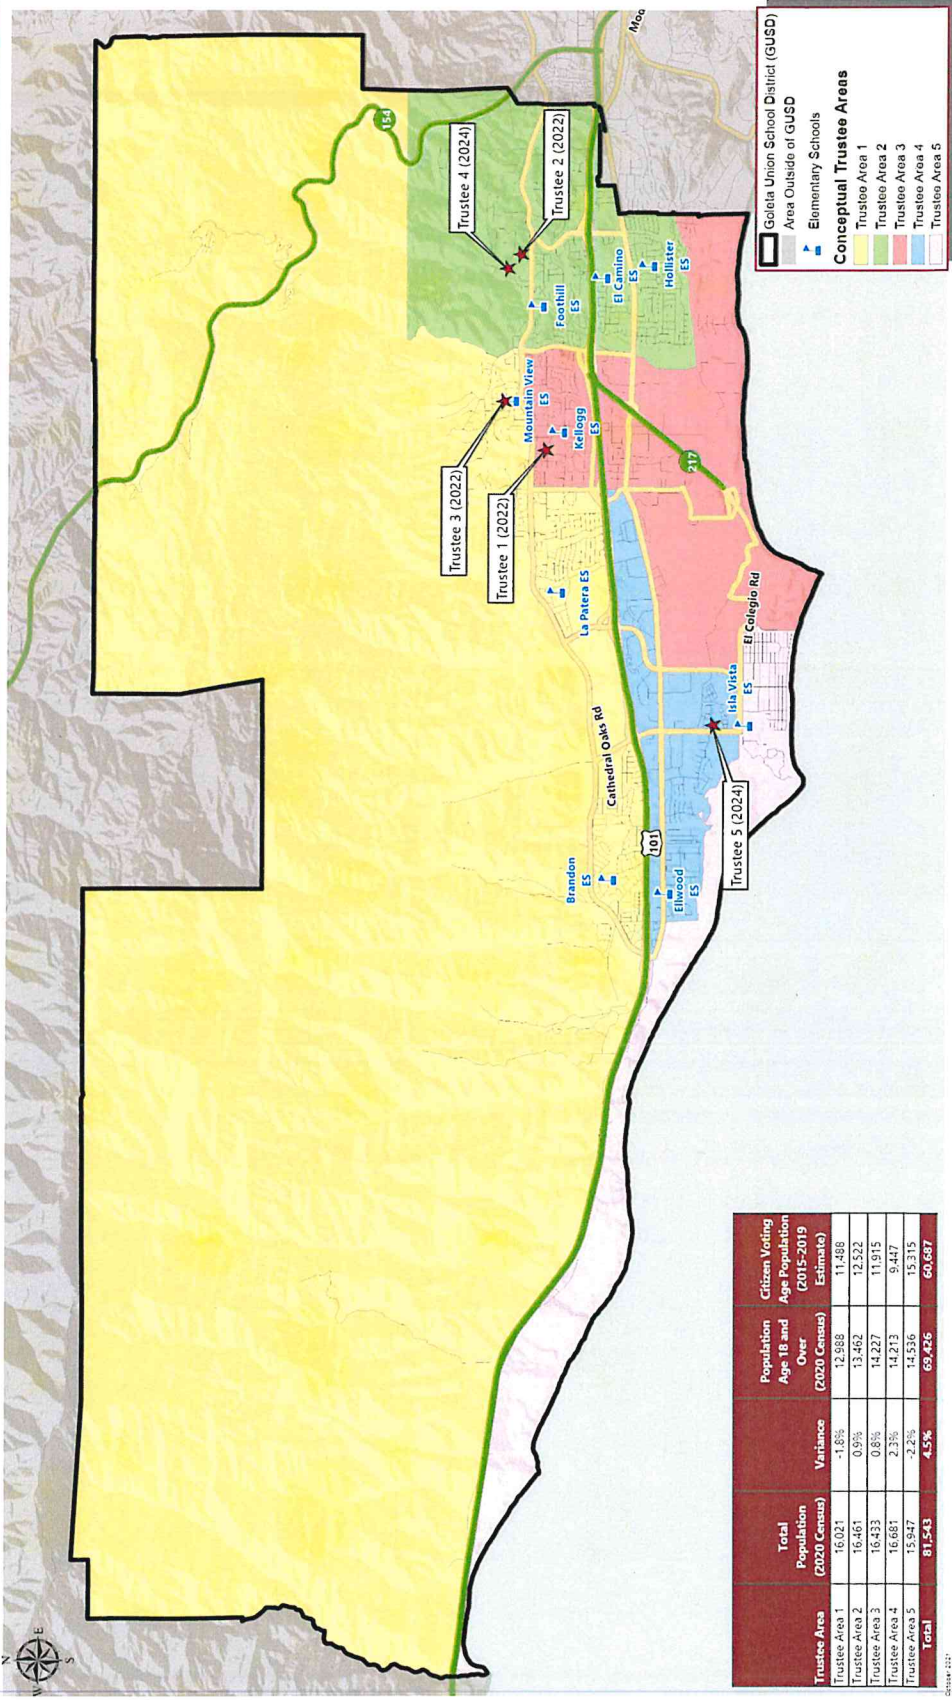 N
W E
S
154
Moo
Trustee 4 (2024)
Trustee 2 (2022)
Foothill
ES
El Camino
ES
Hollister
ES
Mountain View
ES
Kellogg
ES
Trustee 3 (2022)
Trustee 1 (2022)
217
La Patera ES
El Colegio Rd
Isla Vista
ES
Cathedral Oaks Rd
Trustee 5 (2024)
101
Brandon
ES
Ellwood
ES
Goleta Union School District (GUSD)
Area Outside of GUSD
Elementary Schools
Conceptual Trustee Areas
Trustee Area 1
Trustee Area 2
Trustee Area 3
Trustee Area 4
Trustee Area 5
Trustee Area Total Population (2020 Census) Variance Population Age 18 and Over (2020 Census) Citizen Voting Age Population (2015-2019 Estimate)
Trustee Area 1 16,021 -1.8% 12,988 11,488
Trustee Area 2 16,461 0.9% 13,462 12,522
Trustee Area 3 16,433 0.8% 14,227 11,915
Trustee Area 4 16,681 2.3% 14,213 9,447
Trustee Area 5 15,947 -2.2% 14,536 15,315
Total 81,543 4.5% 69,426 60,687